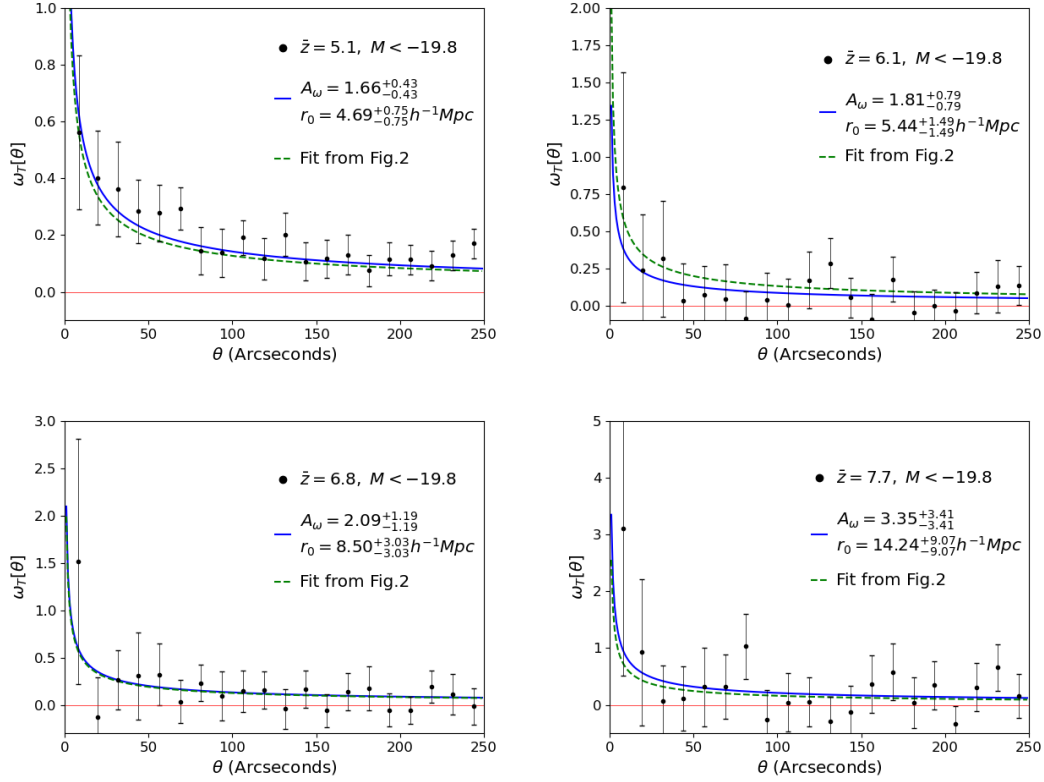 1.0
0.8
0.6
0.4
0.2
0.0
ω_T[θ]
z̄ = 5.1, M < −19.8
A_ω = 1.66^{+0.43}_{−0.43}
r_0 = 4.69^{+0.75}_{−0.75} h^{−1}Mpc
Fit from Fig.2
0 50 100 150 200 250
θ (Arcseconds)
2.00
1.75
1.50
1.25
1.00
0.75
0.50
0.25
0.00
ω_T[θ]
z̄ = 6.1, M < −19.8
A_ω = 1.81^{+0.79}_{−0.79}
r_0 = 5.44^{+1.49}_{−1.49} h^{−1}Mpc
Fit from Fig.2
0 50 100 150 200 250
θ (Arcseconds)
3.0
2.5
2.0
1.5
1.0
0.5
0.0
ω_T[θ]
z̄ = 6.8, M < −19.8
A_ω = 2.09^{+1.19}_{−1.19}
r_0 = 8.50^{+3.03}_{−3.03} h^{−1}Mpc
Fit from Fig.2
0 50 100 150 200 250
θ (Arcseconds)
5
4
3
2
1
0
ω_T[θ]
z̄ = 7.7, M < −19.8
A_ω = 3.35^{+3.41}_{−3.41}
r_0 = 14.24^{+9.07}_{−9.07} h^{−1}Mpc
Fit from Fig.2
0 50 100 150 200 250
θ (Arcseconds)